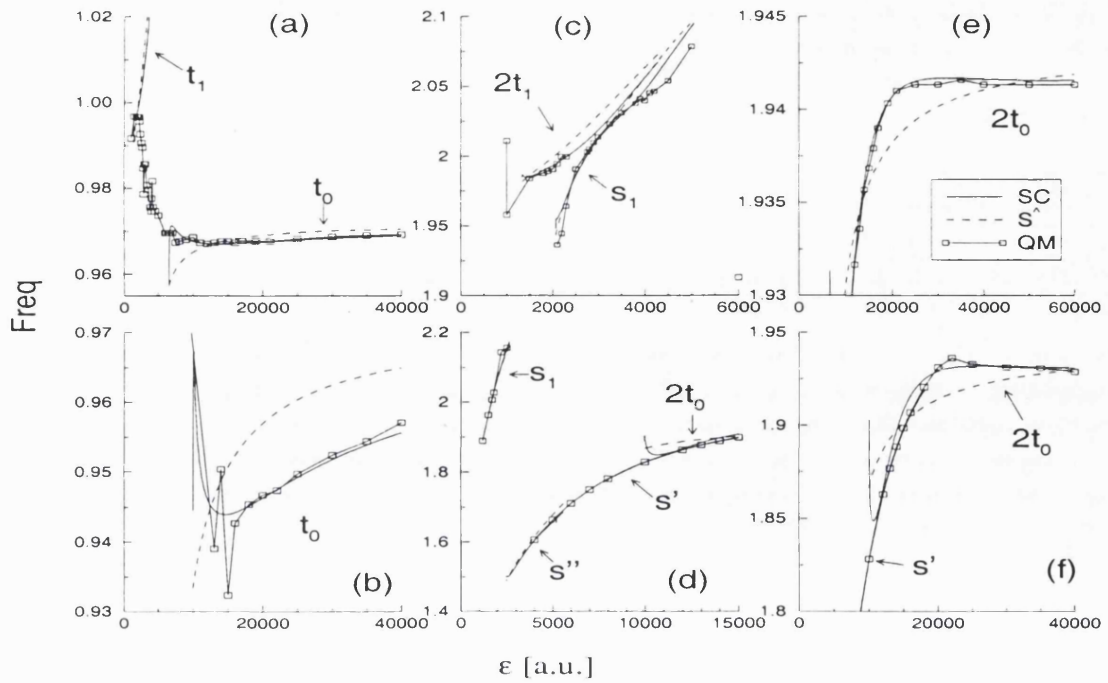 Freq
1.02
1.00
0.98
0.96
0
20000
40000
(a)
t1
t0
2.1
2.05
2
1.95
1.9
0
2000
4000
6000
(c)
2t1
S1
1.945
1.94
1.935
1.93
0
20000
40000
60000
(e)
2t0
SC
S^
QM
0.97
0.96
0.95
0.94
0.93
0
20000
40000
t0
(b)
2.2
2.0
1.8
1.6
1.4
0
5000
10000
15000
S1
2t0
S'
S''
(d)
1.95
1.9
1.85
1.8
0
20000
40000
2t0
S'
(f)
ε [a.u.]